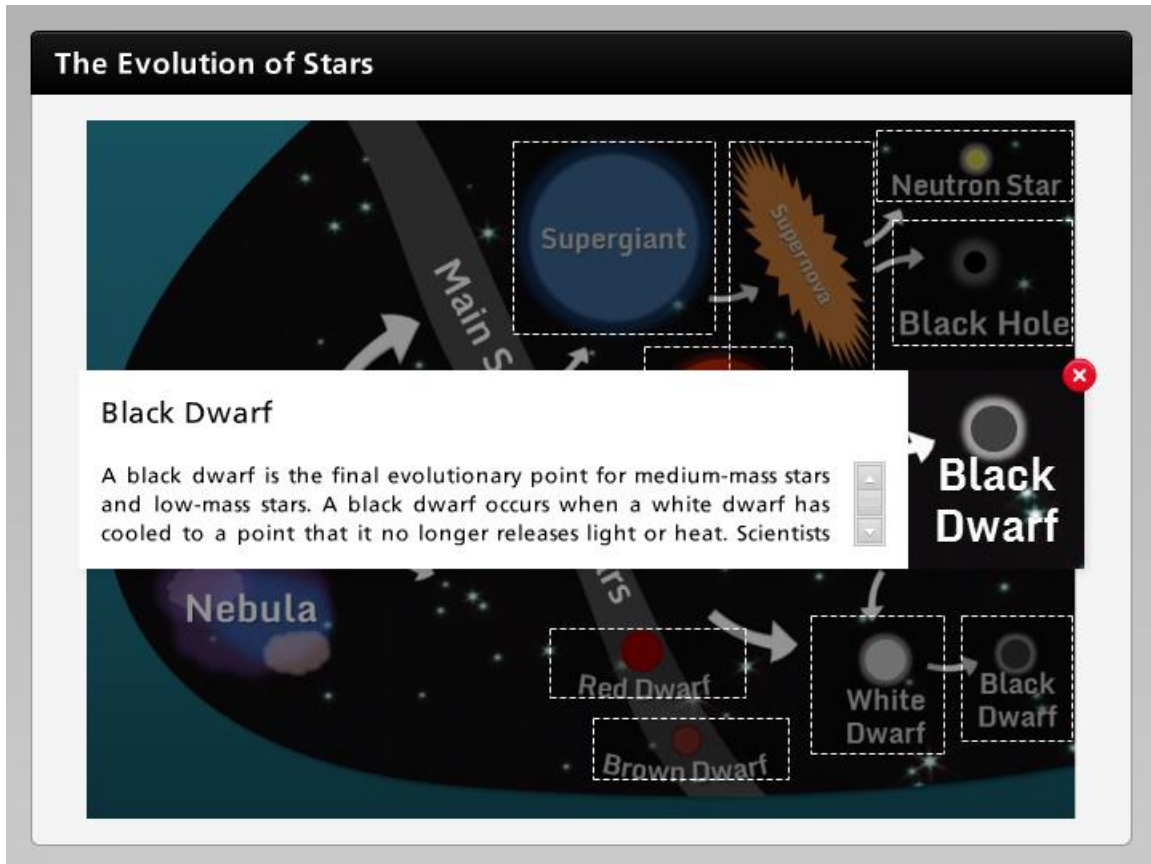 The Evolution of Stars
Neutron Star
Supergiant
Supernova
Black Hole
Main S
Black Dwarf
A black dwarf is the final evolutionary point for medium-mass stars
and low-mass stars. A black dwarf occurs when a white dwarf has
cooled to a point that it no longer releases light or heat. Scientists
Black
Dwarf
ars
Nebula
Red Dwarf
White
Dwarf
Black
Dwarf
Brown Dwarf